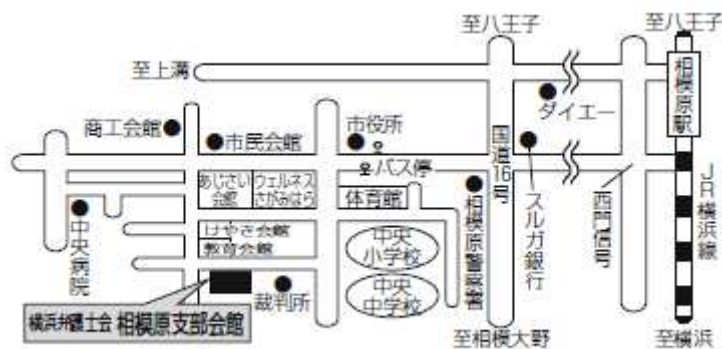 至八王子
至八王子
至上溝
相模原駅
ダイエー
商工会館
市民会館
市役所
国道16号
バス停
あじさい
会館
ウェルネス
さがみはら
体育館
スルガ銀行
西門信号
JR横浜線
中央病院
けやき会館
教育会館
中央
小学校
相模原警察署
中央
中学校
裁判所
横浜弁護士会 相模原支部会館
至相模大野
至横浜